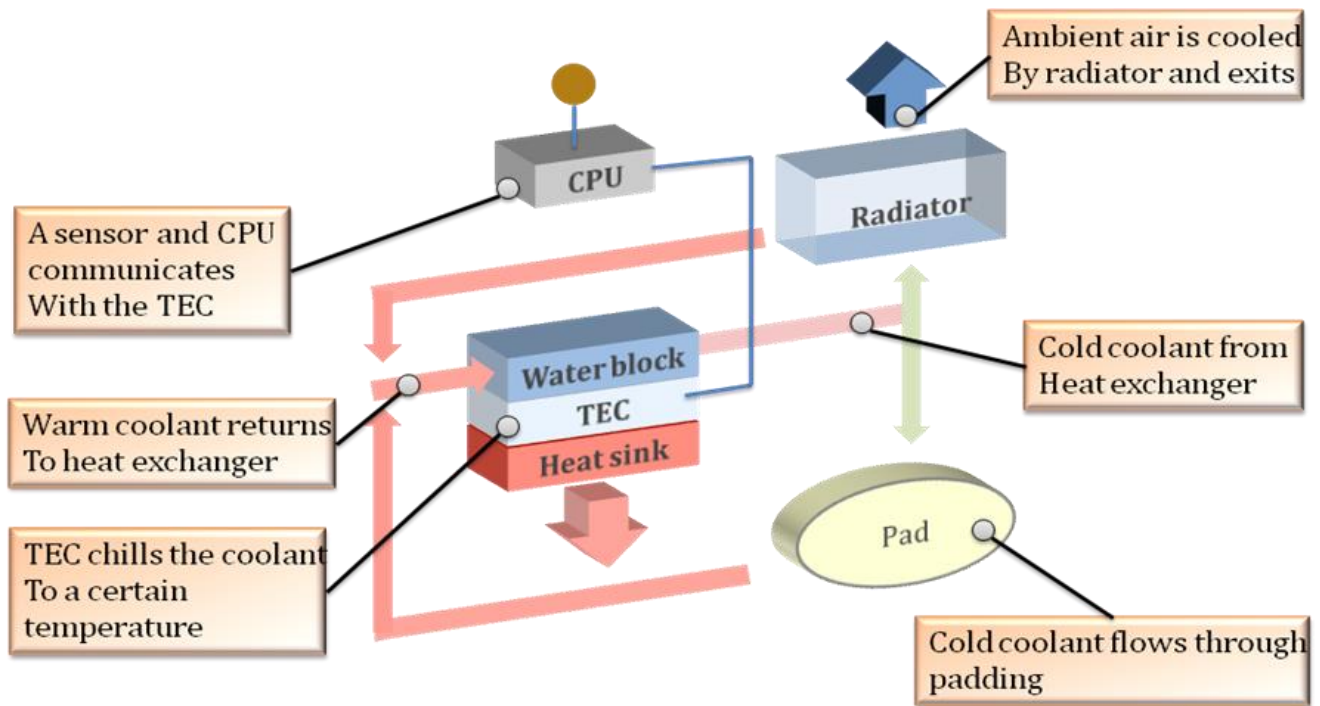 Ambient air is cooled
By radiator and exits
CPU
Radiator
A sensor and CPU
communicates
With the TEC
Water block
TEC
Heat sink
Cold coolant from
Heat exchanger
Warm coolant returns
To heat exchanger
Pad
TEC chills the coolant
To a certain
temperature
Cold coolant flows through
padding